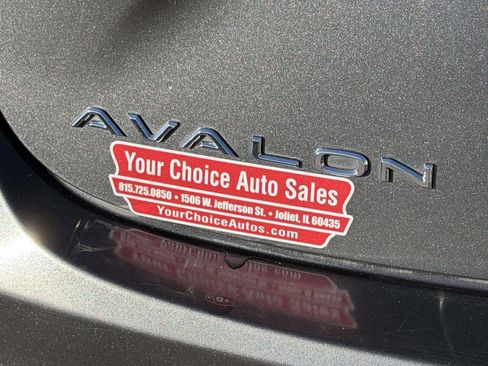 AVALON
Your Choice Auto Sales
815.725.0850 • 1506 W. Jefferson St. • Joliet, IL 60435
YourChoiceAutos.com